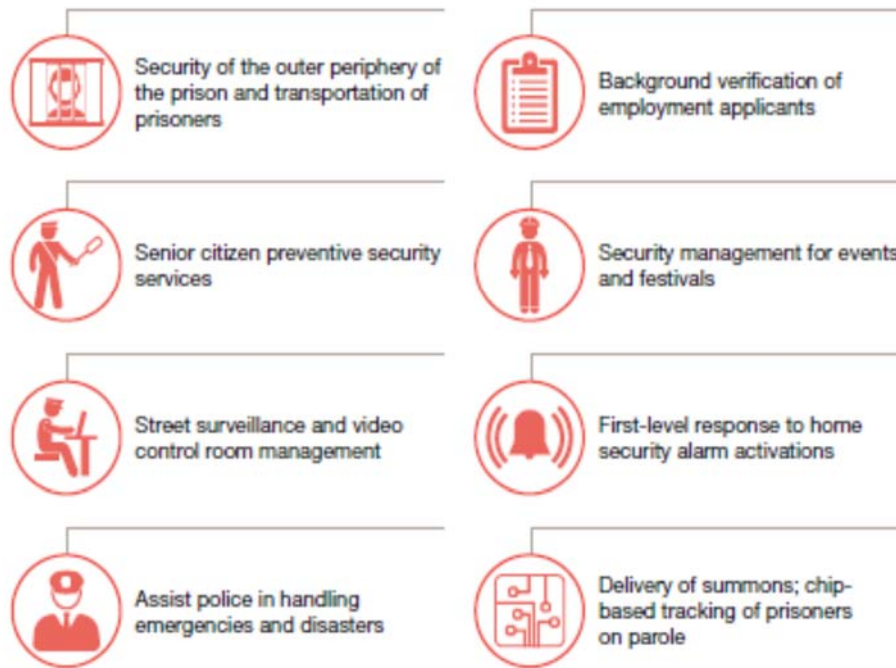 Security of the outer periphery of
the prison and transportation of
prisoners
Background verification of
employment applicants
Senior citizen preventive security
services
Security management for events
and festivals
Street surveillance and video
control room management
First-level response to home
security alarm activations
Assist police in handling
emergencies and disasters
Delivery of summons; chip-
based tracking of prisoners
on parole